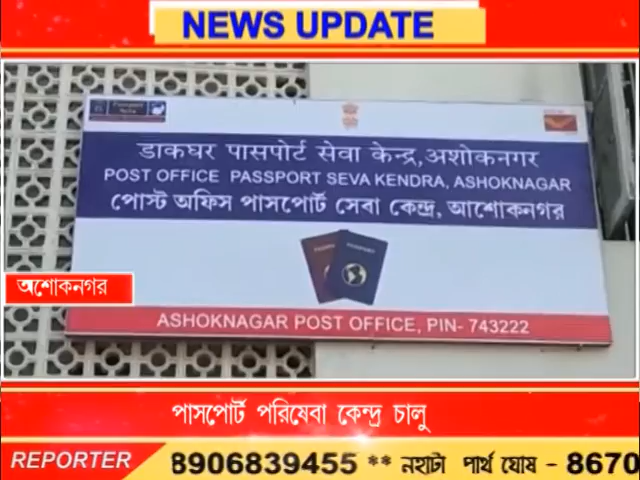 NEWS UPDATE
Passport Seva
डाकघर पासपोर्ट सेवा केन्द्र,अशोकनगर
POST OFFICE PASSPORT SEVA KENDRA, ASHOKNAGAR
পোস্ট অফিস পাসপোর্ট সেবা কেন্দ্র, আশোকনগর
PASSPORT
অশোকনগর
ASHOKNAGAR POST OFFICE, PIN- 743222
পাসপোর্ট পরিষেবা কেন্দ্র চালু
REPORTER 8906839455 ** নহাটা পার্থ ঘোষ - 8670